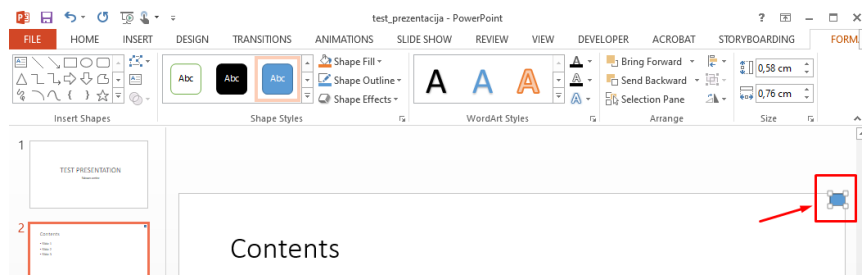 test_prezentacija - PowerPoint
FILE HOME INSERT DESIGN TRANSITIONS ANIMATIONS SLIDE SHOW REVIEW VIEW DEVELOPER ACROBAT STORYBOARDING FORM
Abc Abc Abc
Shape Fill
Shape Outline
Shape Effects
A A A
Bring Forward
Send Backward
Selection Pane
0,58 cm
0,76 cm
Insert Shapes Shape Styles WordArt Styles Arrange Size
1
TEST PRESENTATION
2
Contents
Contents